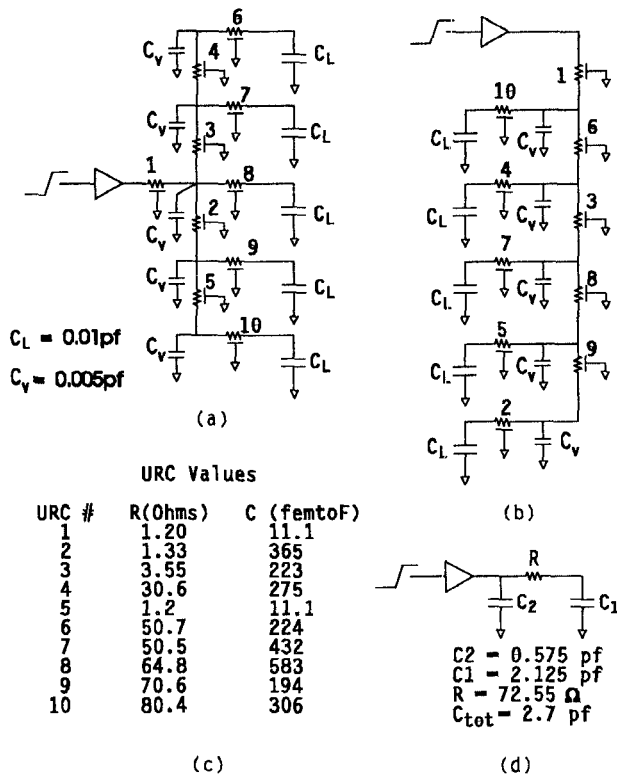 6
C_v
4
C_L
7
C_v
3
C_L
1
8
2
C_L
C_v
9
C_v
5
C_L
10
C_v
C_L
C_L = 0.01pf
C_v = 0.005pf
(a)
1
10
C_L
C_v
6
4
C_L
C_v
3
7
C_L
C_v
8
5
C_L
C_v
9
2
C_L
C_v
(b)
URC Values
URC # R(Ohms) C (femtoF)
1 1.20 11.1
2 1.33 365
3 3.55 223
4 30.6 275
5 1.2 11.1
6 50.7 224
7 50.5 432
8 64.8 583
9 70.6 194
10 80.4 306
(c)
R
C2
C1
C2 = 0.575 pf
C1 = 2.125 pf
R = 72.55 Ω
C_tot = 2.7 pf
(d)